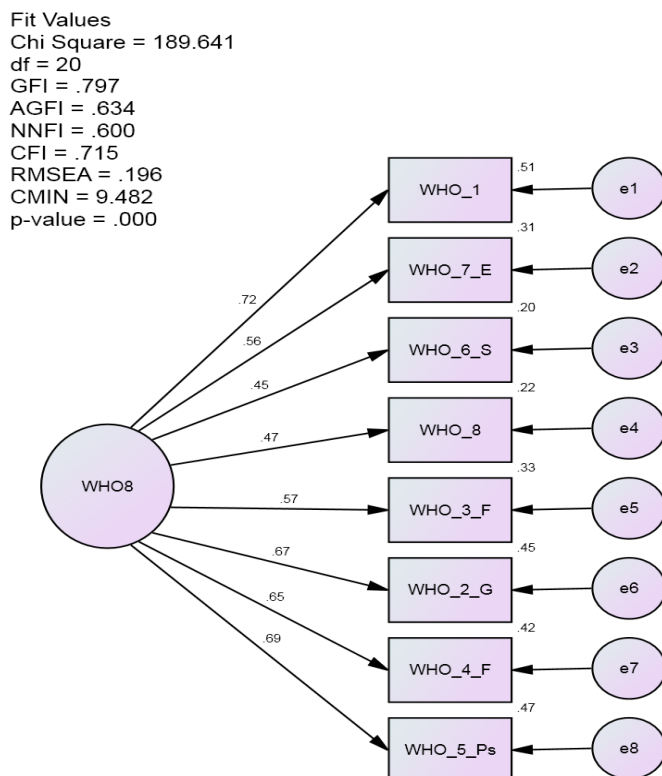 Fit Values
Chi Square = 189.641
df = 20
GFI = .797
AGFI = .634
NNFI = .600
CFI = .715
RMSEA = .196
CMIN = 9.482
p-value = .000
.51
WHO_1
e1
.31
.72
WHO_7_E
e2
.20
.56
WHO_6_S
e3
.45
.22
.47
WHO_8
e4
.33
WHO8
.57
WHO_3_F
e5
.45
.67
WHO_2_G
e6
.65
.42
.69
WHO_4_F
e7
.47
WHO_5_Ps
e8